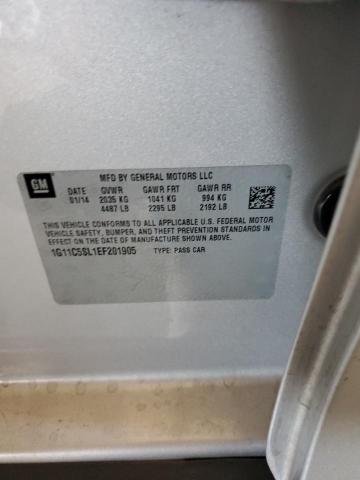 GM
MFD BY GENERAL MOTORS LLC
DATE GVWR GAWR FRT GAWR RR
01/14 2035 KG 1041 KG 994 KG
4487 LB 2295 LB 2192 LB
THIS VEHICLE CONFORMS TO ALL APPLICABLE U.S. FEDERAL MOTOR
VEHICLE SAFETY, BUMPER, AND THEFT PREVENTION STANDARDS IN
EFFECT ON THE DATE OF MANUFACTURE SHOWN ABOVE.
1G11C5SL1EF201905 TYPE: PASS CAR